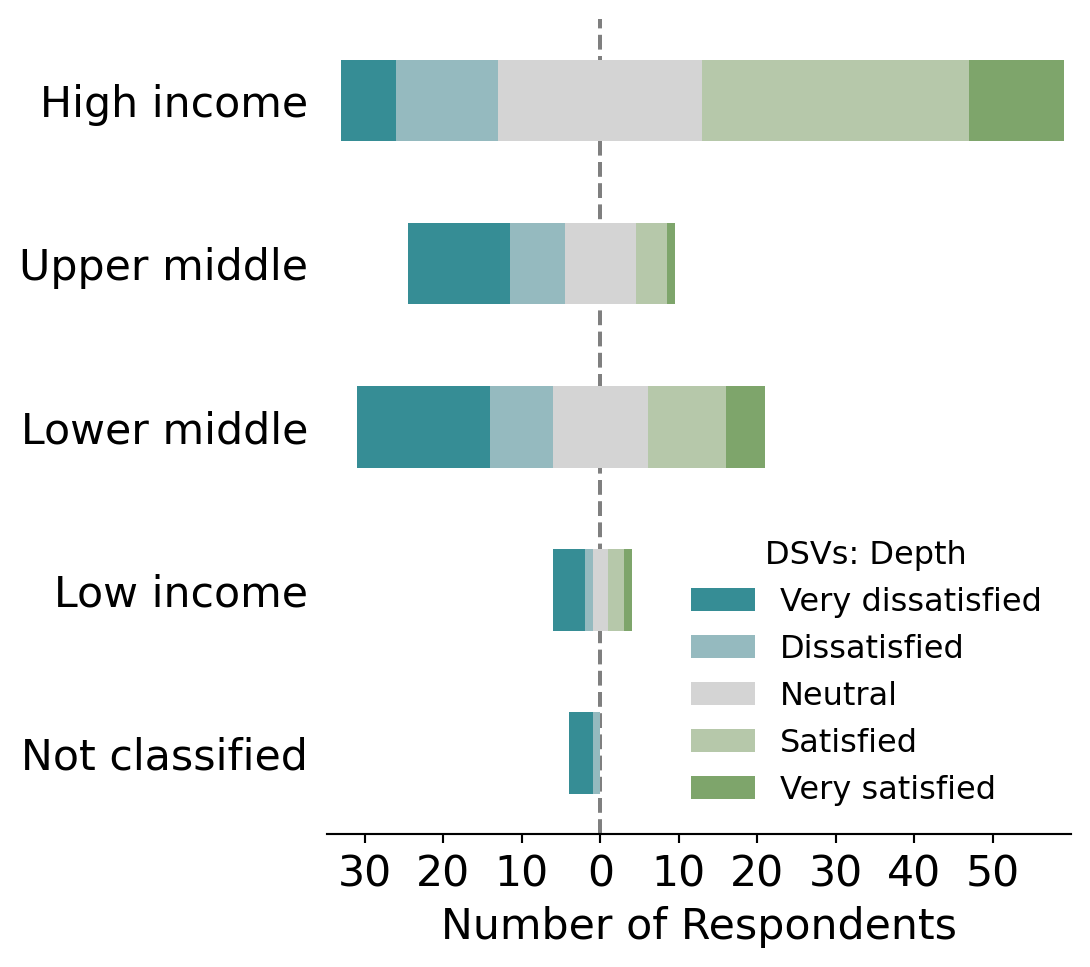 High income
Upper middle
Lower middle
Low income
Not classified
DSVs: Depth
Very dissatisfied
Dissatisfied
Neutral
Satisfied
Very satisfied
30 20 10 0 10 20 30 40 50
Number of Respondents